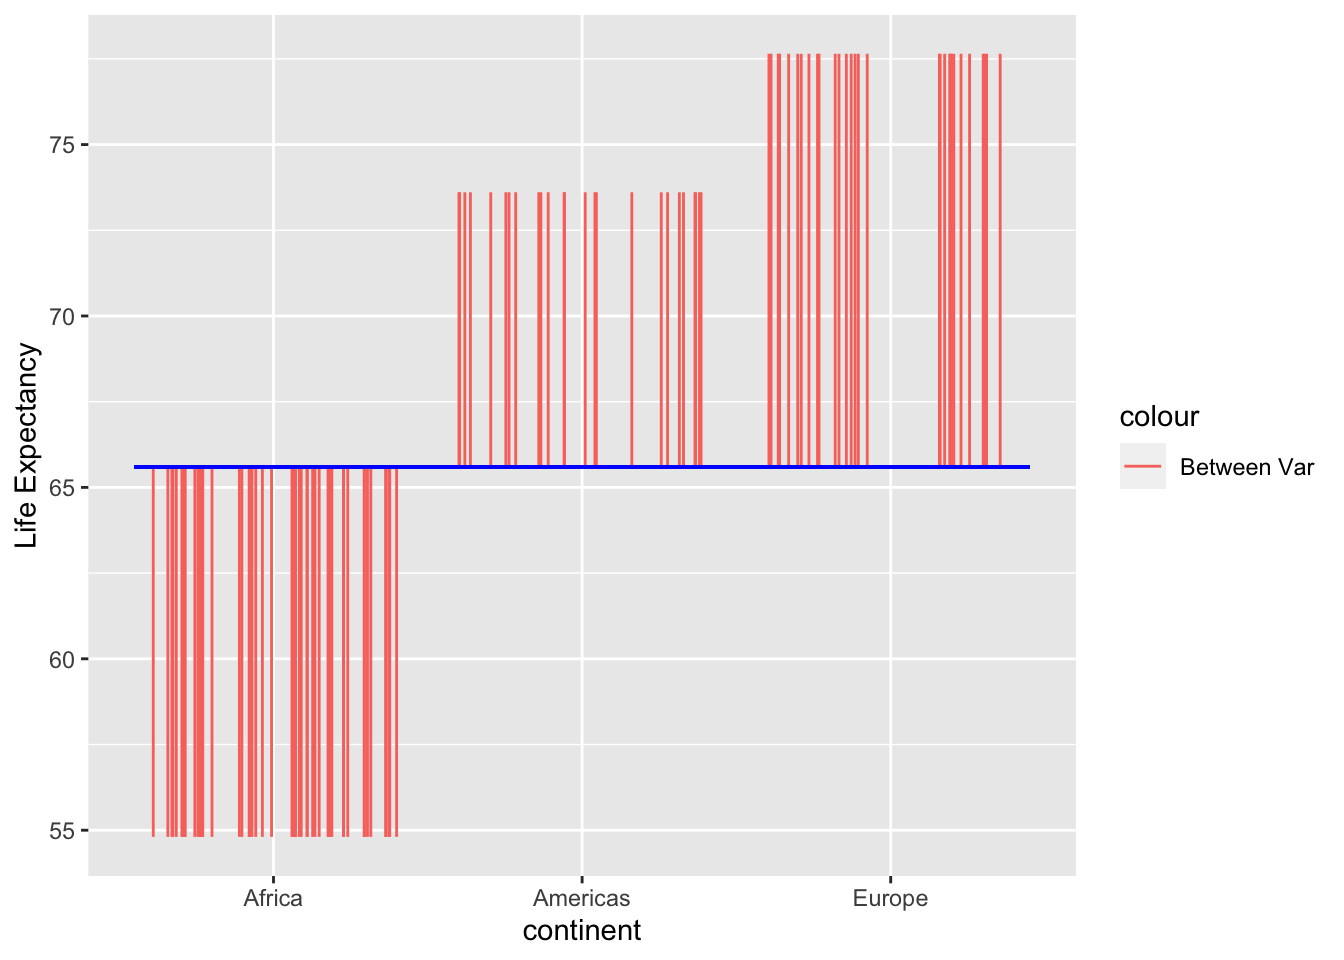 75
70
65
60
55
Life Expectancy
Africa Americas Europe
continent
colour
Between Var